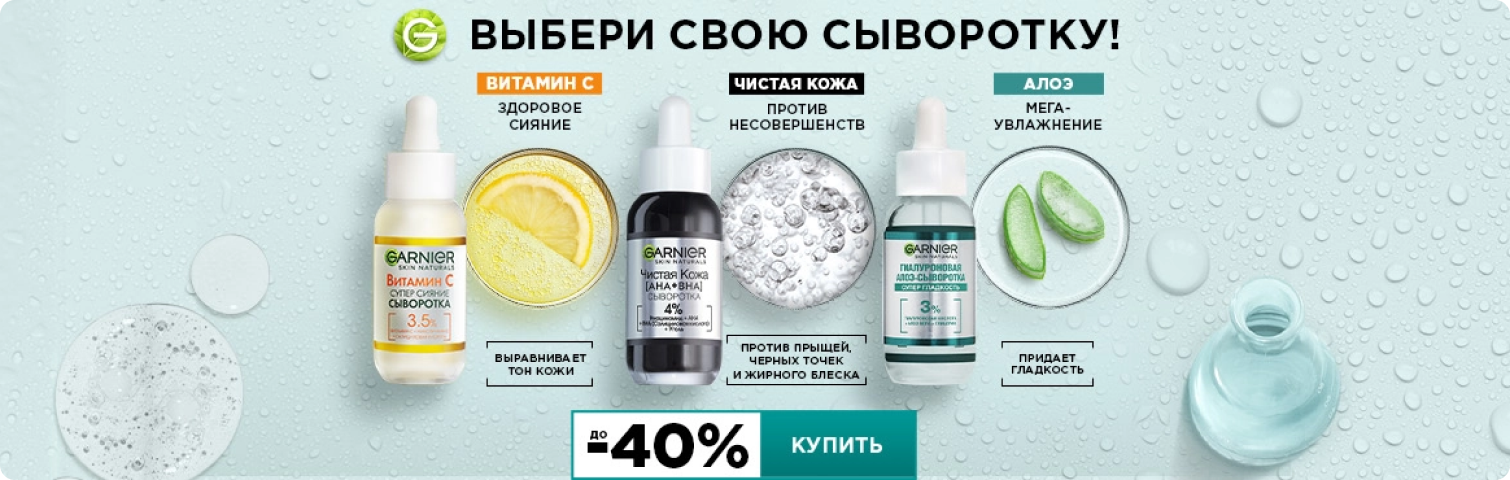 G ВЫБЕРИ СВОЮ СЫВОРОТКУ!
ВИТАМИН С
ЗДОРОВОЕ
СИЯНИЕ
GARNIER
SKIN NATURALS
ВИТАМИН С
СУПЕР СИЯНИЕ
СЫВОРОТКА
3.5%
ВЫРАВНИВАЕТ
ТОН КОЖИ
ЧИСТАЯ КОЖА
ПРОТИВ
НЕСОВЕРШЕНСТВ
GARNIER
SKIN NATURALS
Чистая Кожа
[AHA+BHA]
СЫВОРОТКА
4%
ПРОТИВ ПРЫЩЕЙ,
ЧЕРНЫХ ТОЧЕК
И ЖИРНОГО БЛЕСКА
АЛОЭ
МЕГА-
УВЛАЖНЕНИЕ
GARNIER
SKIN NATURALS
ГИАЛУРОНОВАЯ
АЛОЭ-СЫВОРОТКА
СУПЕР ГЛАДКОСТЬ
3%
ПРИДАЕТ
ГЛАДКОСТЬ
ДО
-40% КУПИТЬ